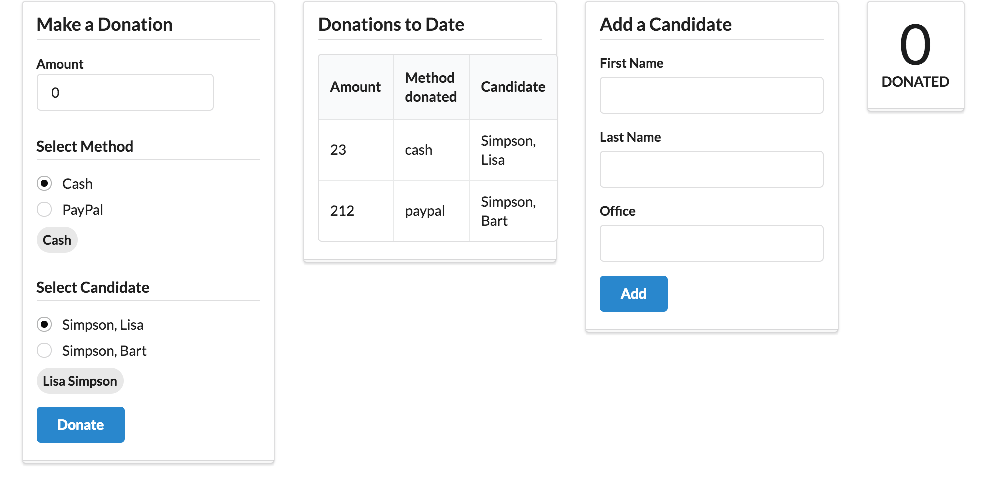 Make a Donation
Amount
0
Select Method
Cash
PayPal
Cash
Select Candidate
Simpson, Lisa
Simpson, Bart
Lisa Simpson
Donate
Donations to Date
Amount Method donated Candidate
23 cash Simpson, Lisa
212 paypal Simpson, Bart
Add a Candidate
First Name
Last Name
Office
Add
0
DONATED